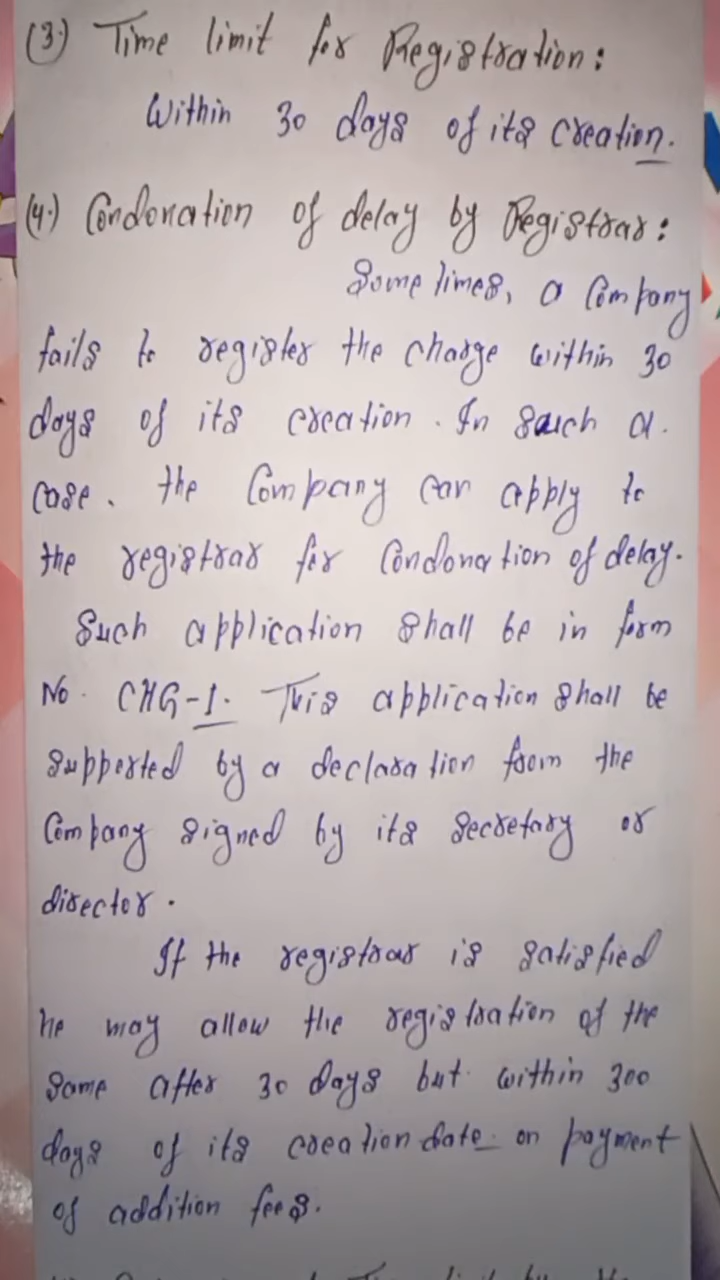 (3.) Time limit for Registration:
Within 30 days of its creation.
(4.) Condonation of delay by Registrar:
Some times, a Company
fails to register the charge within 30
days of its creation. In such a.
case. the Company can apply to
the registrar for Condonation of delay.
Such application shall be in form
No. CHG-1. This application shall be
supported by a declaration from the
Company signed by its Secretary or
director.
If the registrar is satisfied
he may allow the registration of the
same after 30 days but within 300
days of its creation date on payment
of addition fees.